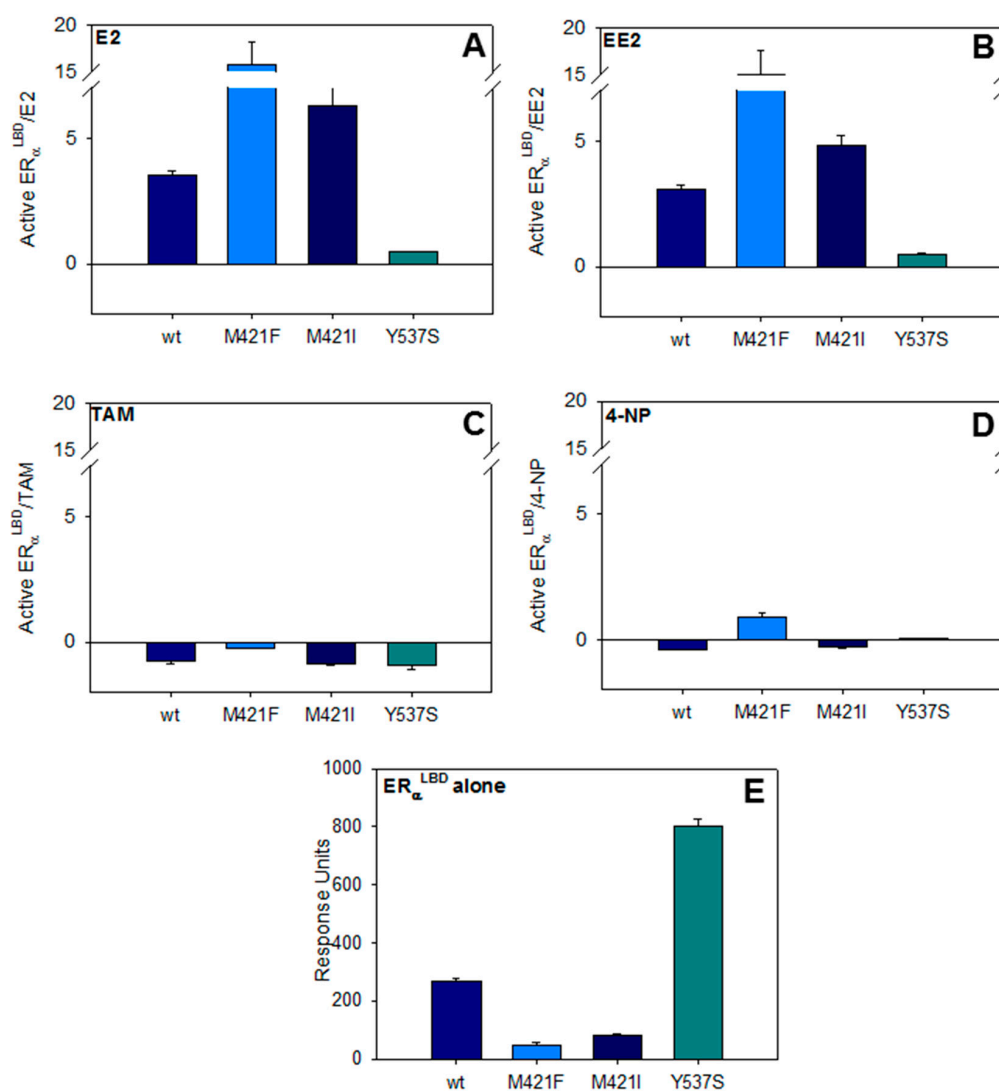 E2
A
20
15
5
0
Active ERα^LBD/E2
wt M421F M421I Y537S
EE2
B
20
15
5
0
Active ERα^LBD/EE2
wt M421F M421I Y537S
TAM
C
20
15
5
0
Active ERα^LBD/TAM
wt M421F M421I Y537S
4-NP
D
20
15
5
0
Active ERα^LBD/4-NP
wt M421F M421I Y537S
ERα^LBD alone
E
1000
800
600
400
200
0
Response Units
wt M421F M421I Y537S